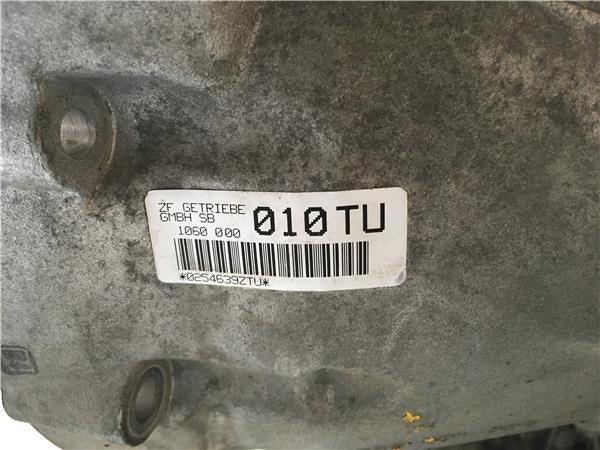 ZF GETRIEBE
GMBH SB
1060 000
010TU
*0254639ZTU*